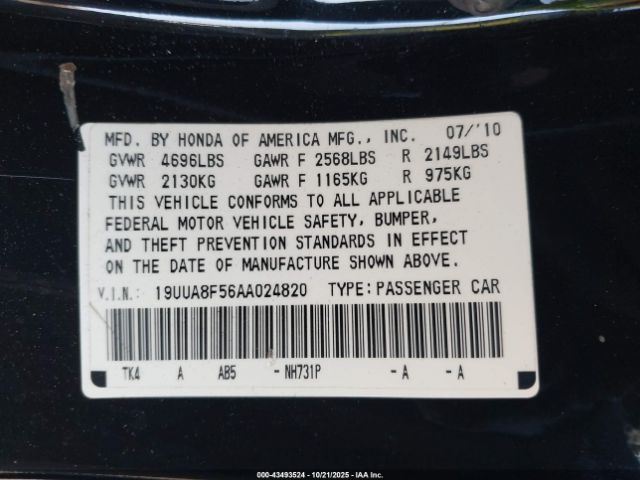 MFD. BY HONDA OF AMERICA MFG., INC. 07/'10
GVWR 4696LBS GAWR F 2568LBS R 2149LBS
GVWR 2130KG GAWR F 1165KG R 975KG
THIS VEHICLE CONFORMS TO ALL APPLICABLE
FEDERAL MOTOR VEHICLE SAFETY, BUMPER,
AND THEFT PREVENTION STANDARDS IN EFFECT
ON THE DATE OF MANUFACTURE SHOWN ABOVE.
V.I.N.: 19UUA8F56AA024820 TYPE:PASSENGER CAR
TK4 A AB5 -NH731P -A -A
000-43493524 | 10/21/2025 | IAA Inc.